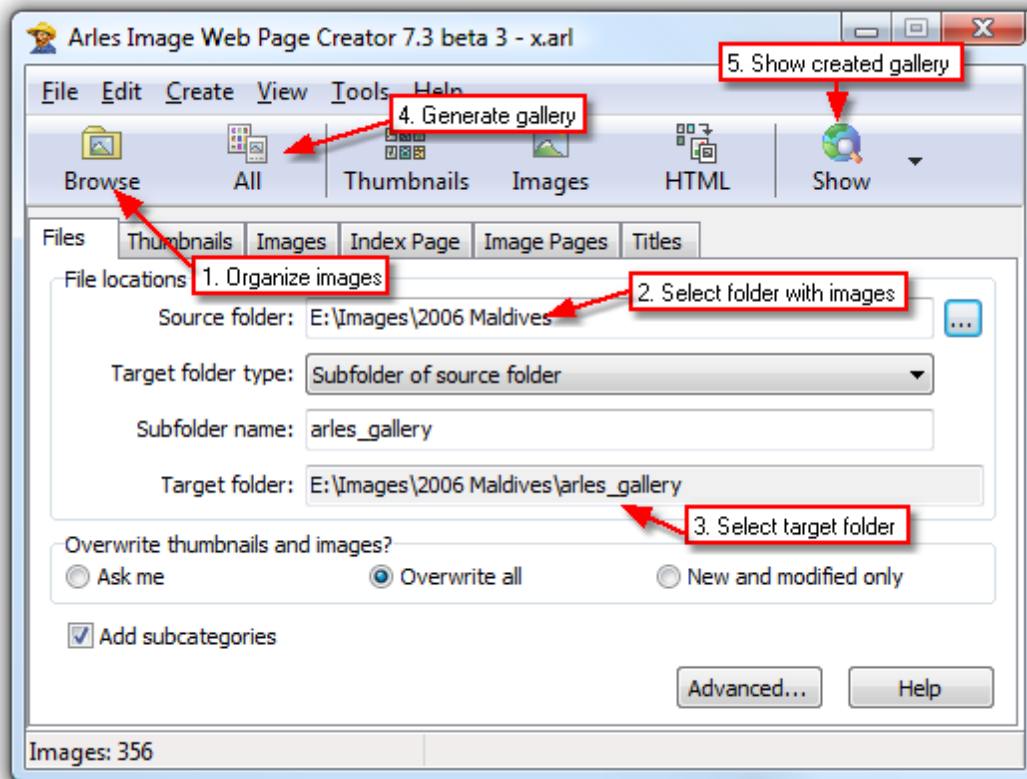 Arles Image Web Page Creator 7.3 beta 3 - x.arl
5. Show created gallery
File Edit Create View Tools Help
4. Generate gallery
Browse All Thumbnails Images HTML Show
Files Thumbnails Images Index Page Image Pages Titles
File locations
1. Organize images
2. Select folder with images
Source folder: E:\Images\2006 Maldives ...
Target folder type: Subfolder of source folder
Subfolder name: arles_gallery
Target folder: E:\Images\2006 Maldives\arles_gallery
3. Select target folder
Overwrite thumbnails and images?
Ask me Overwrite all New and modified only
Add subcategories
Advanced... Help
Images: 356